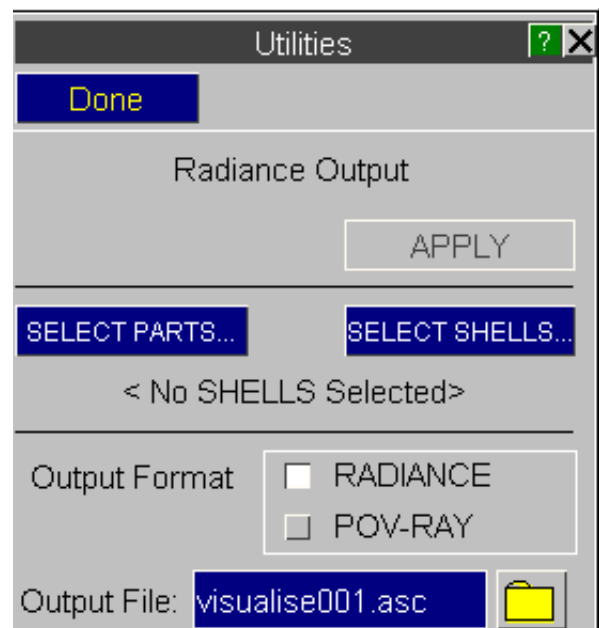 Utilities ?
Done
Radiance Output
APPLY
SELECT PARTS... SELECT SHELLS...
< No SHELLS Selected>
Output Format RADIANCE
POV-RAY
Output File: visualise001.asc